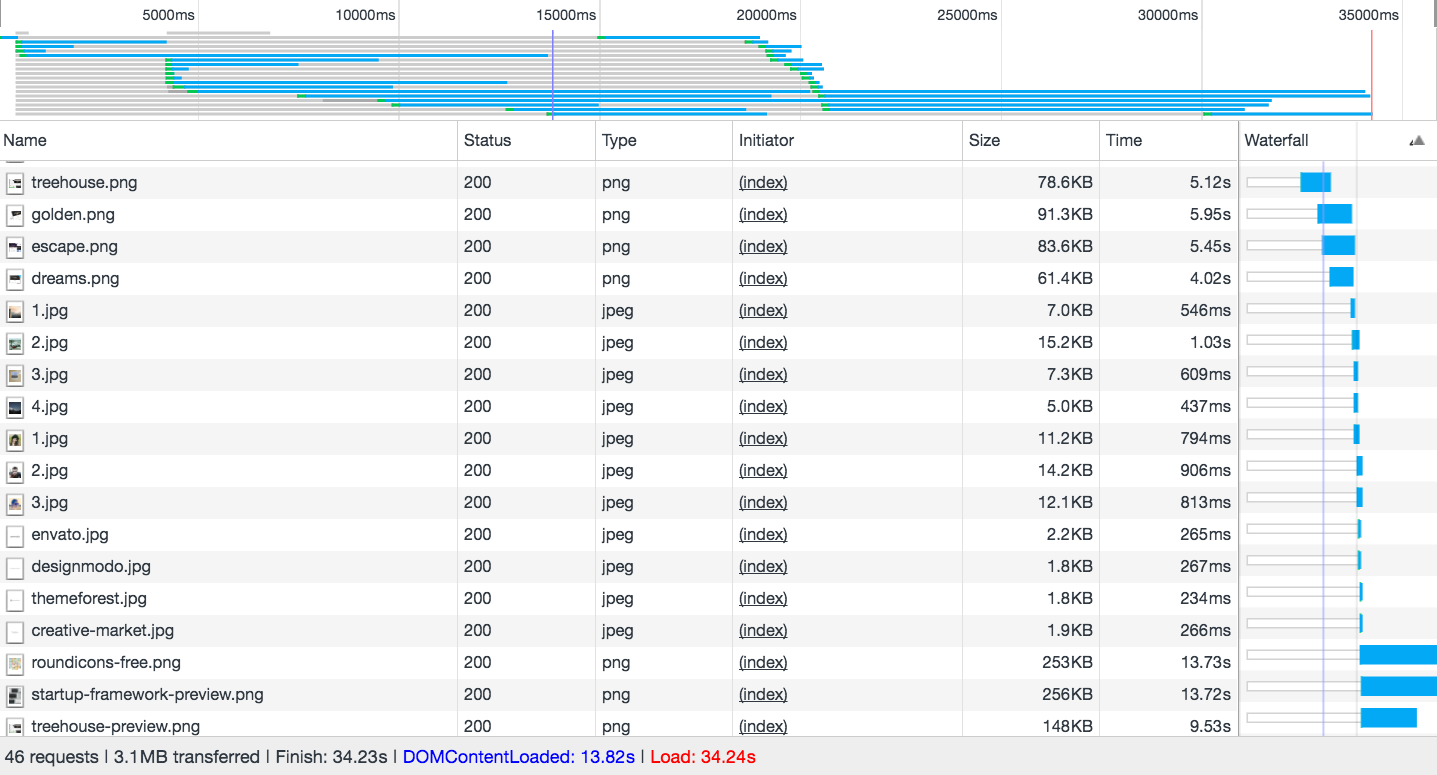 5000ms 10000ms 15000ms 20000ms 25000ms 30000ms 35000ms
Name Status Type Initiator Size Time Waterfall
treehouse.png 200 png (index) 78.6KB 5.12s
golden.png 200 png (index) 91.3KB 5.95s
escape.png 200 png (index) 83.6KB 5.45s
dreams.png 200 png (index) 61.4KB 4.02s
1.jpg 200 jpeg (index) 7.0KB 546ms
2.jpg 200 jpeg (index) 15.2KB 1.03s
3.jpg 200 jpeg (index) 7.3KB 609ms
4.jpg 200 jpeg (index) 5.0KB 437ms
1.jpg 200 jpeg (index) 11.2KB 794ms
2.jpg 200 jpeg (index) 14.2KB 906ms
3.jpg 200 jpeg (index) 12.1KB 813ms
envato.jpg 200 jpeg (index) 2.2KB 265ms
designmodo.jpg 200 jpeg (index) 1.8KB 267ms
themeforest.jpg 200 jpeg (index) 1.8KB 234ms
creative-market.jpg 200 jpeg (index) 1.9KB 266ms
roundicons-free.png 200 png (index) 253KB 13.73s
startup-framework-preview.png 200 png (index) 256KB 13.72s
treehouse-preview.png 200 png (index) 148KB 9.53s
46 requests | 3.1MB transferred | Finish: 34.23s | DOMContentLoaded: 13.82s | Load: 34.24s